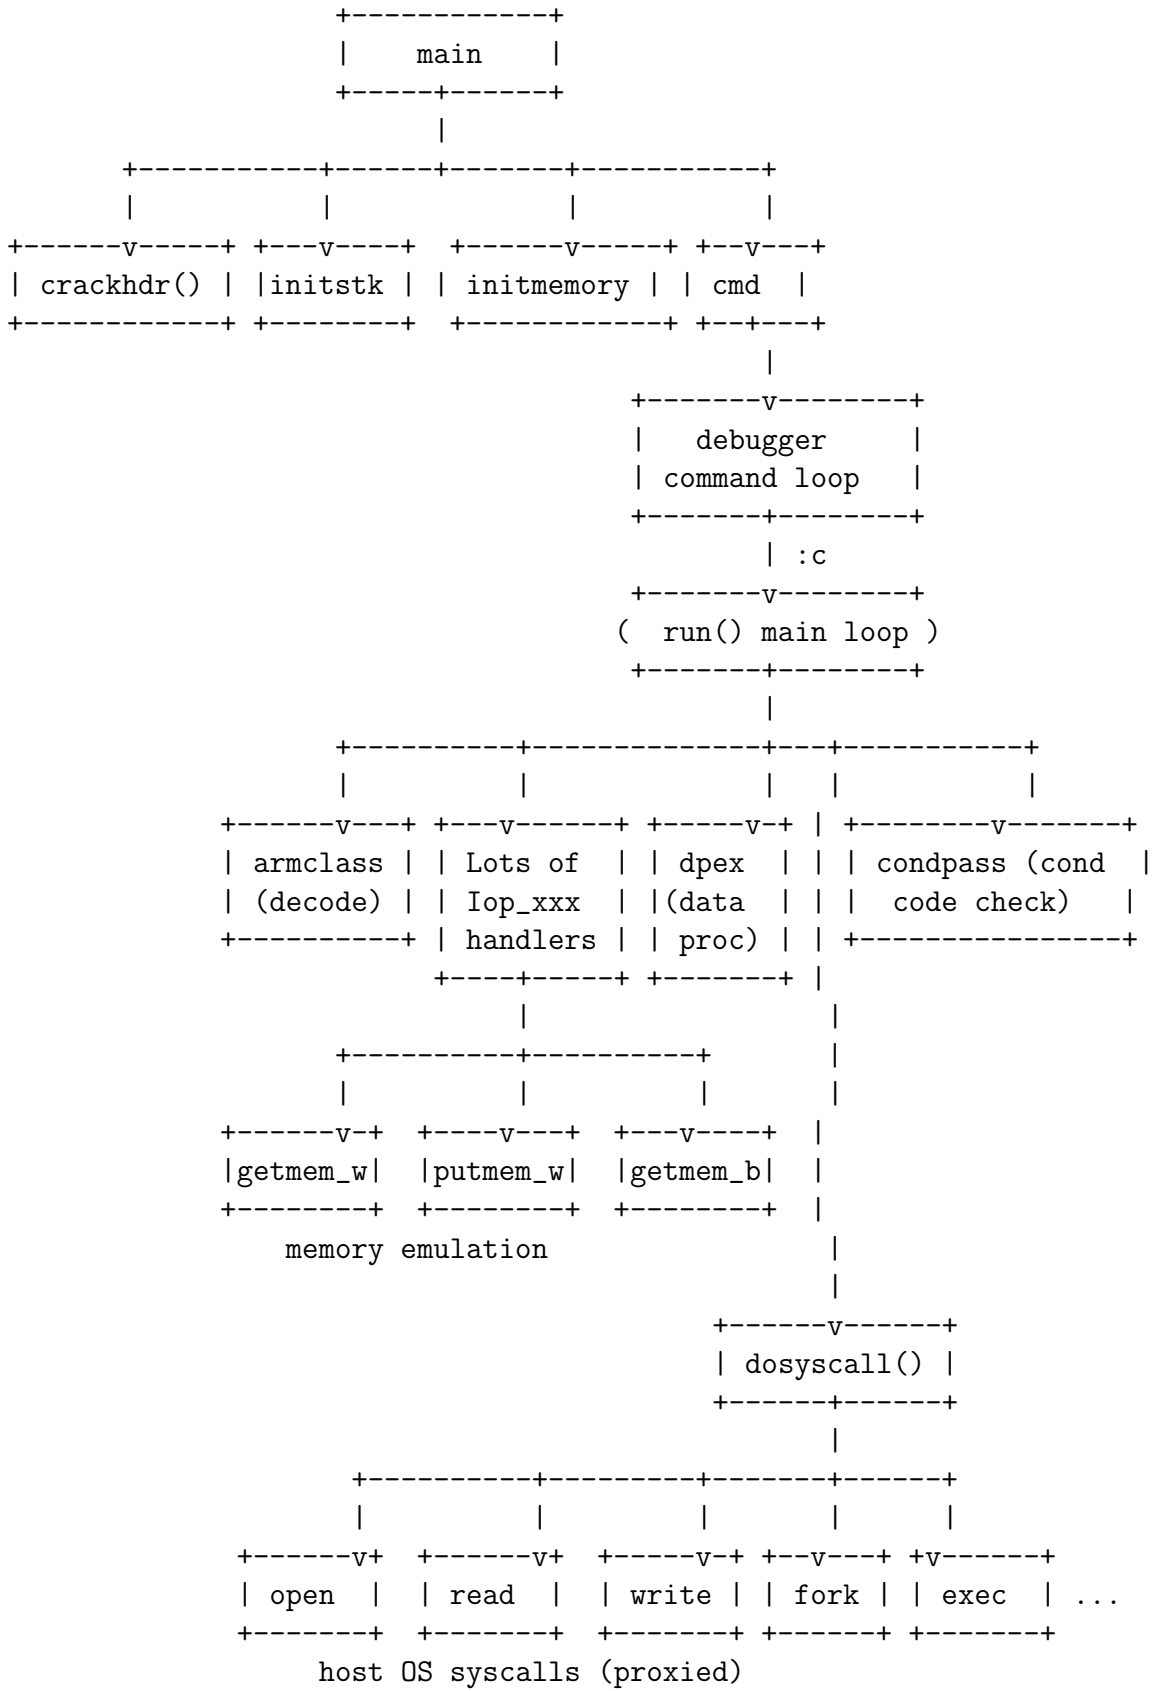 +-------------+
|    main     |
+-----+-------+
|
+------------+------+-------+------------+
|           |              |           |
+------v-----+ +---v----+  +------v-----+ +--v---+
| crackhdr() | |initstk |  | initmemory | | cmd  |
+------------+ +--------+  +------------+ +--+---+
|
+-------v--------+
|   debugger     |
| command loop   |
+-------+--------+
| :c
+-------v--------+
(  run() main loop )
+-------+--------+
|
+----------+--------------+---+-----------+
|          |              |   |           |
+------v---+ +---v------+ +-----v-+ | +--------v-------+
| armclass | | Lots of  | | dpex  | | | condpass (cond  |
| (decode) | | Iop_xxx  | |(data  | | |  code check)   |
+----------+ | handlers | | proc) | | +----------------+
+----+-----+ +-------+ |
|                  |
+----------+----------+       |
|          |          |       |
+------v-+  +----v---+  +---v----+  |
|getmem_w|  |putmem_w|  |getmem_b|  |
+--------+  +--------+  +--------+  |
memory emulation                 |
|
+------v------+
| dosyscall() |
+------+------+
|
+----------+---------+-------+------+
|          |         |       |      |
+------v+  +------v+  +-----v-+ +--v---+ +v------+
| open  |  | read  |  | write | | fork | | exec  | ...
+-------+  +-------+  +-------+ +------+ +-------+
host OS syscalls (proxied)